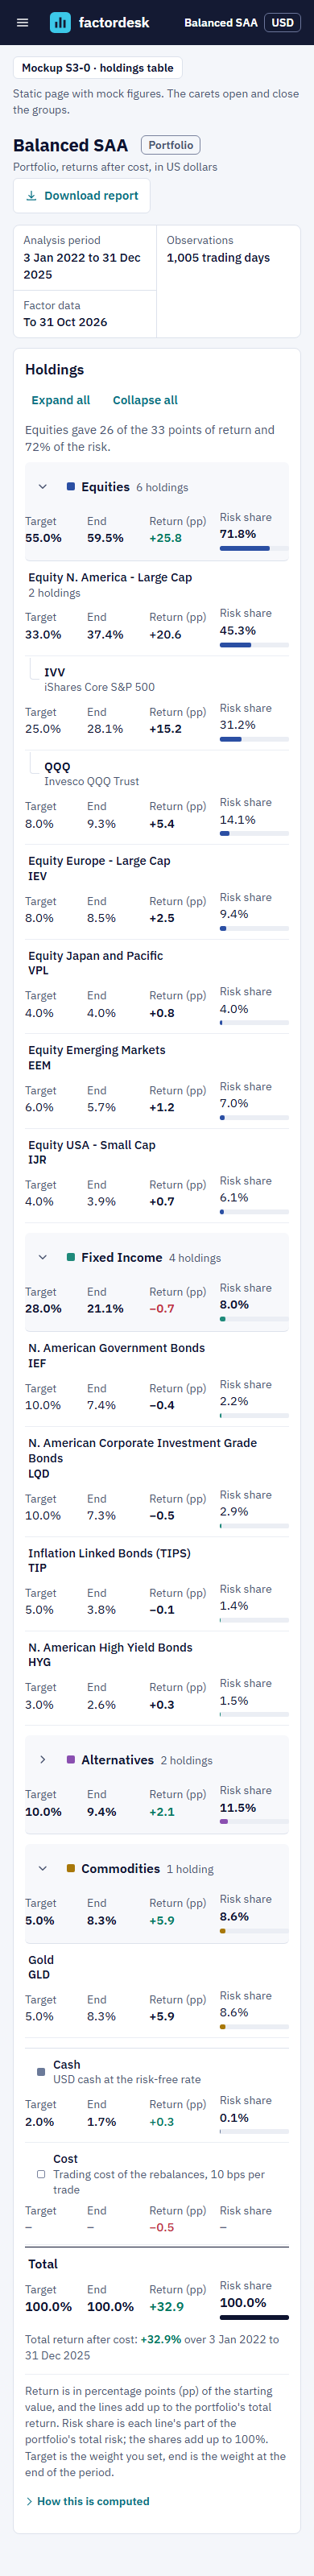 factordesk
Balanced SAA USD
Mockup S3-0 · holdings table
Static page with mock figures. The carets open and close
the groups.
Balanced SAA Portfolio
Portfolio, returns after cost, in US dollars
Download report
Analysis period
3 Jan 2022 to 31 Dec
2025
Observations
1,005 trading days
Factor data
To 31 Oct 2026
Holdings
Expand all Collapse all
Equities gave 26 of the 33 points of return and
72% of the risk.
Equities 6 holdings
Target End Return (pp) Risk share
55.0% 59.5% +25.8 71.8%
Equity N. America - Large Cap
2 holdings
Target End Return (pp) Risk share
33.0% 37.4% +20.6 45.3%
IVV
iShares Core S&P 500
Target End Return (pp) Risk share
25.0% 28.1% +15.2 31.2%
QQQ
Invesco QQQ Trust
Target End Return (pp) Risk share
8.0% 9.3% +5.4 14.1%
Equity Europe - Large Cap
IEV
Target End Return (pp) Risk share
8.0% 8.5% +2.5 9.4%
Equity Japan and Pacific
VPL
Target End Return (pp) Risk share
4.0% 4.0% +0.8 4.0%
Equity Emerging Markets
EEM
Target End Return (pp) Risk share
6.0% 5.7% +1.2 7.0%
Equity USA - Small Cap
IJR
Target End Return (pp) Risk share
4.0% 3.9% +0.7 6.1%
Fixed Income 4 holdings
Target End Return (pp) Risk share
28.0% 21.1% −0.7 8.0%
N. American Government Bonds
IEF
Target End Return (pp) Risk share
10.0% 7.4% −0.4 2.2%
N. American Corporate Investment Grade
Bonds
LQD
Target End Return (pp) Risk share
10.0% 7.3% −0.5 2.9%
Inflation Linked Bonds (TIPS)
TIP
Target End Return (pp) Risk share
5.0% 3.8% −0.1 1.4%
N. American High Yield Bonds
HYG
Target End Return (pp) Risk share
3.0% 2.6% +0.3 1.5%
Alternatives 2 holdings
Target End Return (pp) Risk share
10.0% 9.4% +2.1 11.5%
Commodities 1 holding
Target End Return (pp) Risk share
5.0% 8.3% +5.9 8.6%
Gold
GLD
Target End Return (pp) Risk share
5.0% 8.3% +5.9 8.6%
Cash
USD cash at the risk-free rate
Target End Return (pp) Risk share
2.0% 1.7% +0.3 0.1%
Cost
Trading cost of the rebalances, 10 bps per
trade
Target End Return (pp) Risk share
– – −0.5 –
Total
Target End Return (pp) Risk share
100.0% 100.0% +32.9 100.0%
Total return after cost: +32.9% over 3 Jan 2022 to
31 Dec 2025
Return is in percentage points (pp) of the starting
value, and the lines add up to the portfolio's total
return. Risk share is each line's part of the
portfolio's total risk; the shares add up to 100%.
Target is the weight you set, end is the weight at the
end of the period.
How this is computed